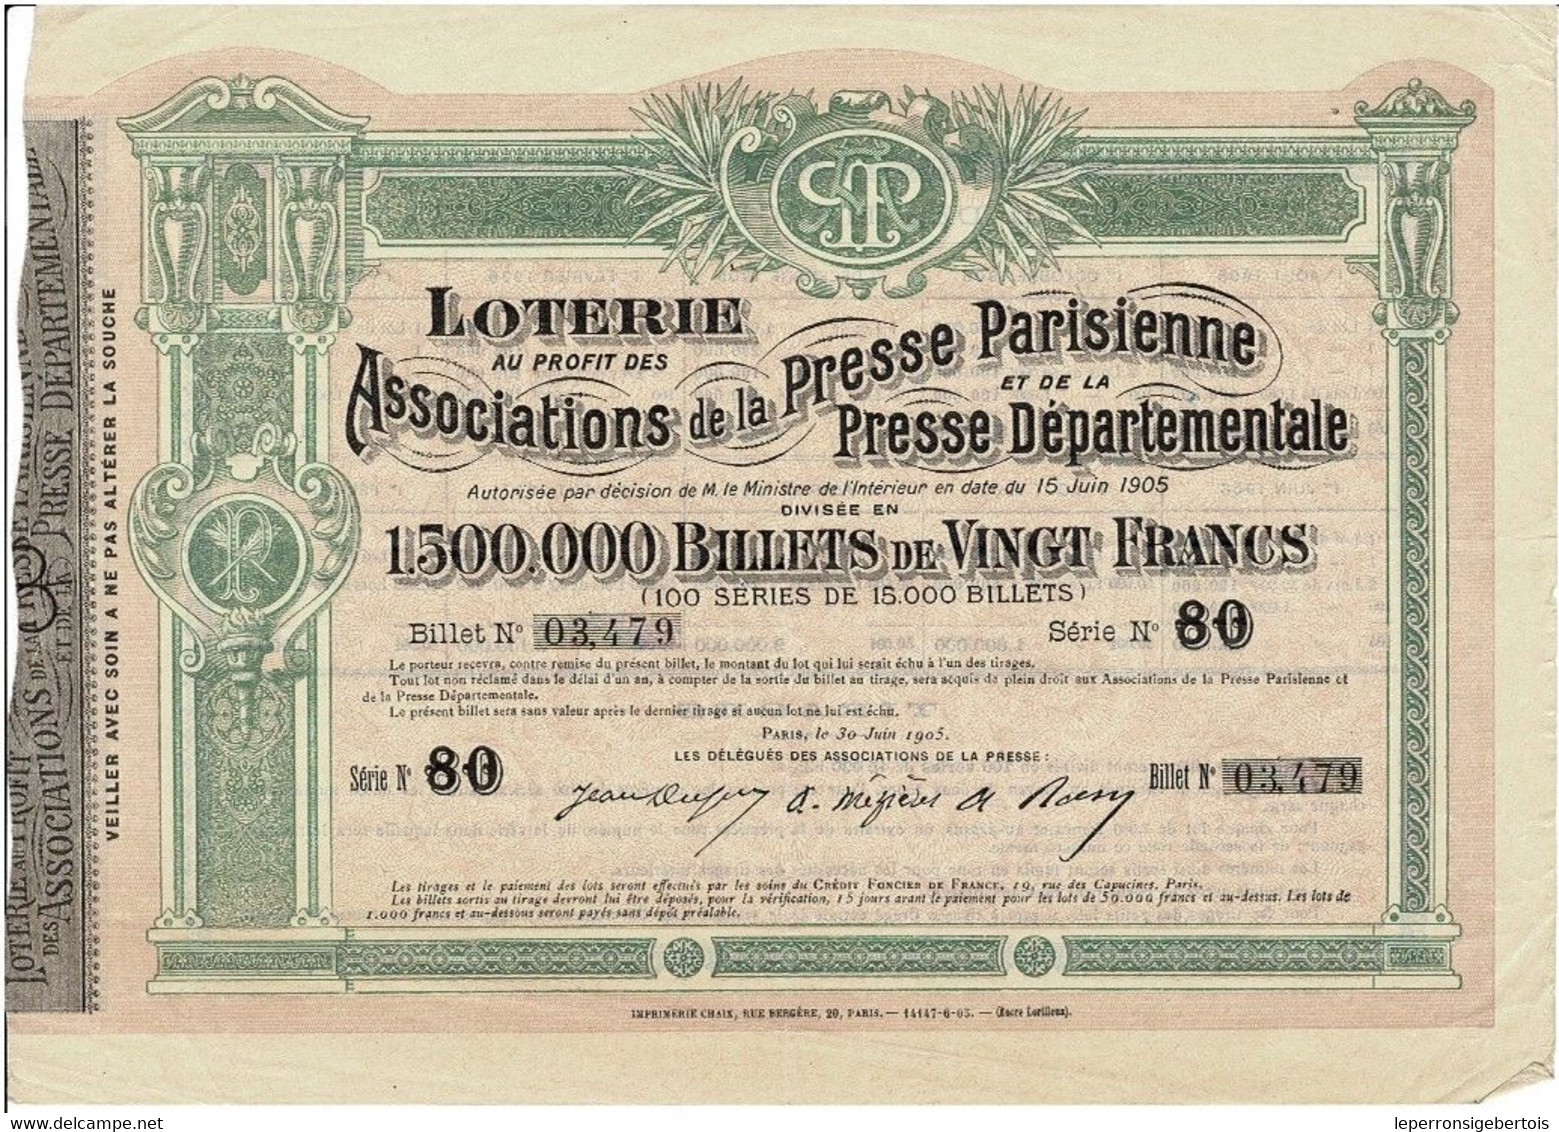 LOTERIE
AU PROFIT DES
Associations de la Presse Parisienne
ET DE LA
Presse Départementale
Autorisée par décision de M. le Ministre de l'Intérieur en date du 15 Juin 1905
DIVISÉE EN
1.500.000 BILLETS DE VINGT FRANCS
(100 SÉRIES DE 15.000 BILLETS)
Billet No 03,479 Série No 80
Le porteur recevra, contre remise du présent billet, le montant du lot qui lui serait échu à l'un des tirages.
Tout lot non réclamé dans le délai d'un an, à compter de la sortie du billet au tirage, sera acquis de plein droit aux Associations de la Presse Parisienne et
de la Presse Départementale.
Le présent billet sera sans valeur après le dernier tirage si aucun lot ne lui est échu.
PARIS, le 30 Juin 1905.
LES DÉLÉGUÉS DES ASSOCIATIONS DE LA PRESSE:
Série No 80 Billet No 03,479
A. Mézières
Les tirages et le paiement des lots seront effectués par les soins du CRÉDIT FONCIER DE FRANCE, 19, rue des Capucines, Paris.
Les billets sortis au tirage devront lui être déposés, pour la vérification, 15 jours avant le paiement pour les lots de 50.000 francs et au-dessus. Les lots de
1.000 francs et au-dessous seront payés sans dépôt préalable.
IMPRIMERIE CHAIX, RUE BERGÈRE, 20, PARIS. — 14147-6-05. — (Encre Lorilleux).
VEILLER AVEC SOIN A NE PAS ALTÉRER LA SOUCHE
LOTERIE AU PROFIT
DES ASSOCIATIONS DE LA PRESSE PARISIENNE
ET DE LA PRESSE DÉPARTEMENTALE
leperronsigebertois